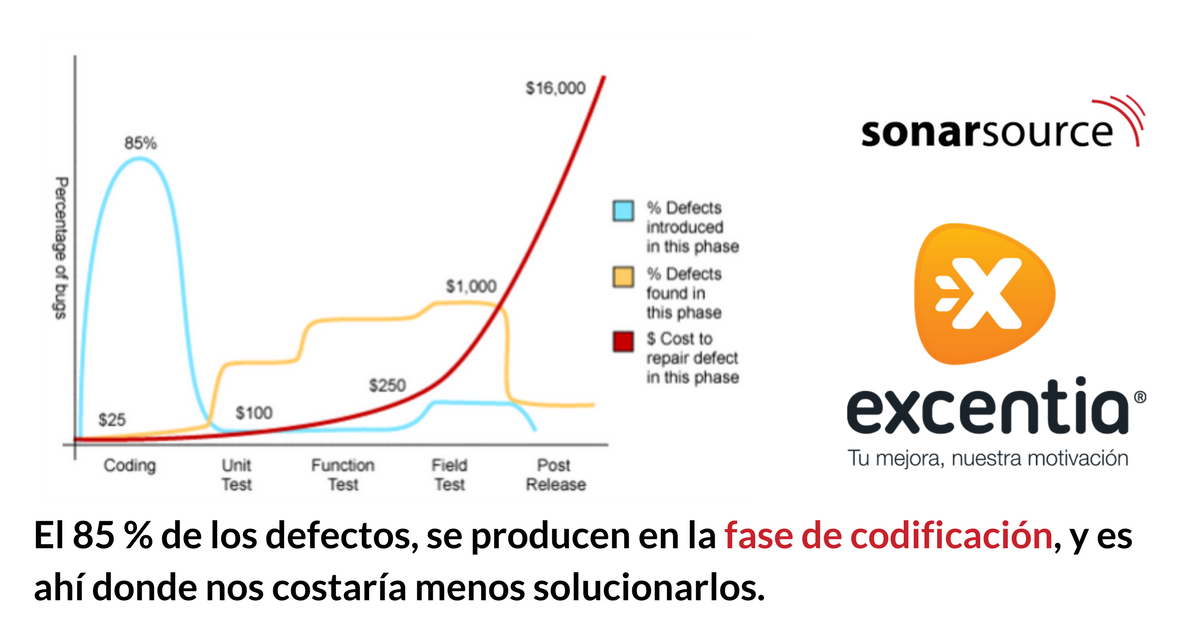 $16,000
85%
Percentage of bugs
$1,000
$250
$100
$25
Coding
Unit
Test
Function
Test
Field
Test
Post
Release
% Defects
introduced
in this phase
% Defects
found in
this phase
$ Cost to
repair defect
in this phase
sonarsource
X
excentia®
Tu mejora, nuestra motivación
El 85 % de los defectos, se producen en la fase de codificación, y es
ahí donde nos costaría menos solucionarlos.